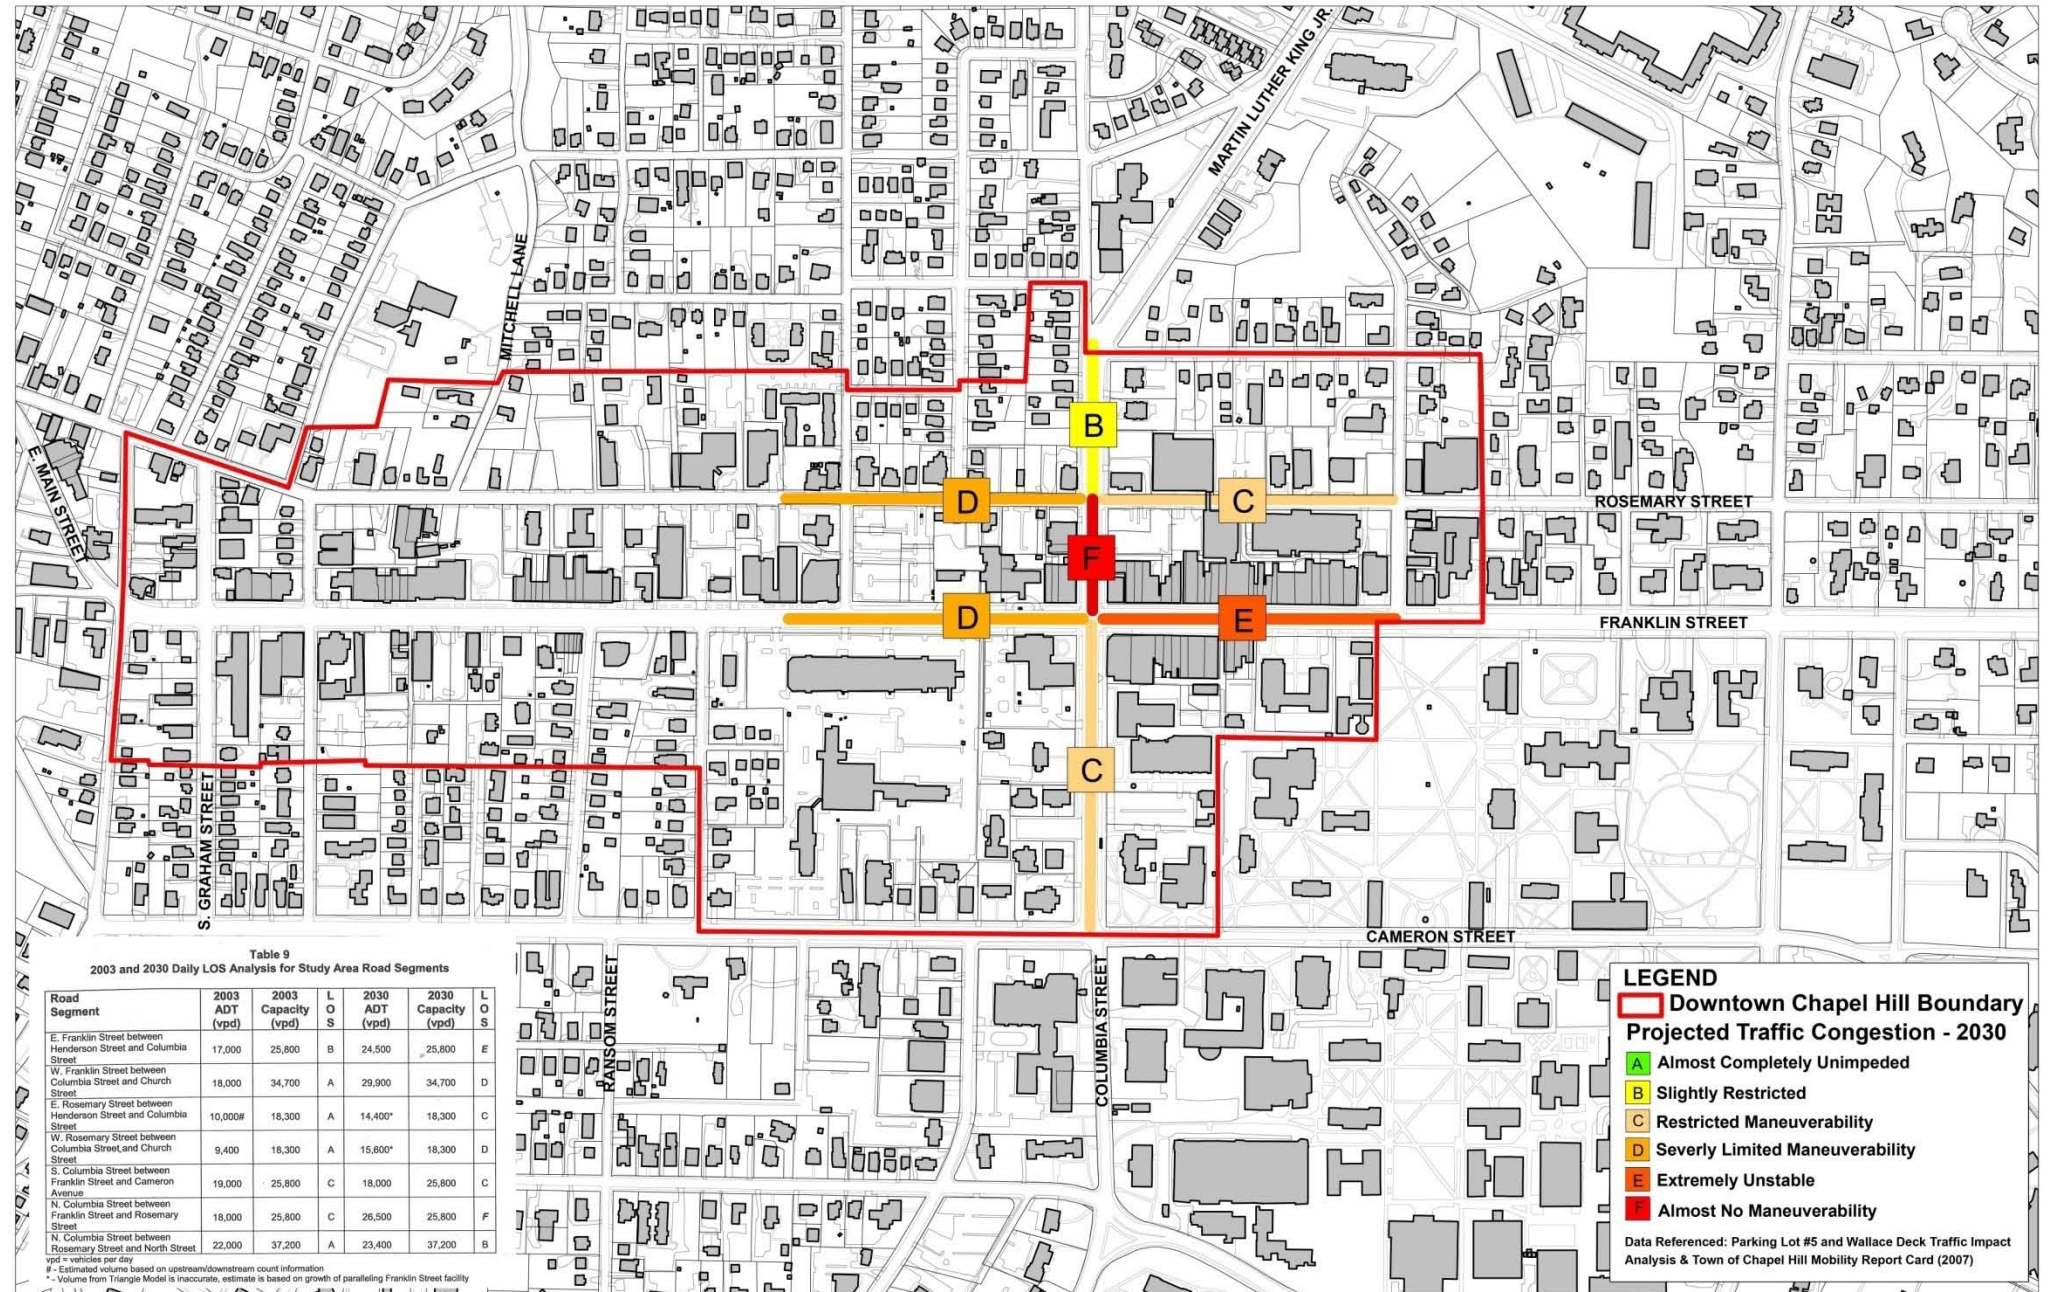 MARTIN LUTHER KING JR.
MITCHELL LANE
E. MAIN STREET
B
D
C
ROSEMARY STREET
F
D
E
FRANKLIN STREET
C
S. GRAHAM STREET
CAMERON STREET
RANSOM STREET
COLUMBIA STREET
Table 9
2003 and 2030 Daily LOS Analysis for Study Area Road Segments
Road Segment 2003 ADT (vpd) 2003 Capacity (vpd) L O S 2030 ADT (vpd) 2030 Capacity (vpd) L O S
E. Franklin Street between Henderson Street and Columbia Street 17,000 25,800 B 24,500 25,800 E
W. Franklin Street between Columbia Street and Church Street 18,000 34,700 A 29,900 34,700 D
E. Rosemary Street between Henderson Street and Columbia Street 10,000# 18,300 A 14,400* 18,300 C
W. Rosemary Street between Columbia Street and Church Street 9,400 18,300 A 15,600* 18,300 D
S. Columbia Street between Franklin Street and Cameron Avenue 19,000 25,800 C 18,000 25,800 C
N. Columbia Street between Franklin Street and Rosemary Street 18,000 25,800 C 26,500 25,800 F
N. Columbia Street between Rosemary Street and North Street 22,000 37,200 A 23,400 37,200 B
vpd = vehicles per day
# - Estimated volume based on upstream/downstream count information
* - Volume from Triangle Model is inaccurate, estimate is based on growth of paralleling Franklin Street facility
LEGEND
Downtown Chapel Hill Boundary
Projected Traffic Congestion - 2030
A Almost Completely Unimpeded
B Slightly Restricted
C Restricted Maneuverability
D Severly Limited Maneuverability
E Extremely Unstable
F Almost No Maneuverability
Data Referenced: Parking Lot #5 and Wallace Deck Traffic Impact
Analysis & Town of Chapel Hill Mobility Report Card (2007)